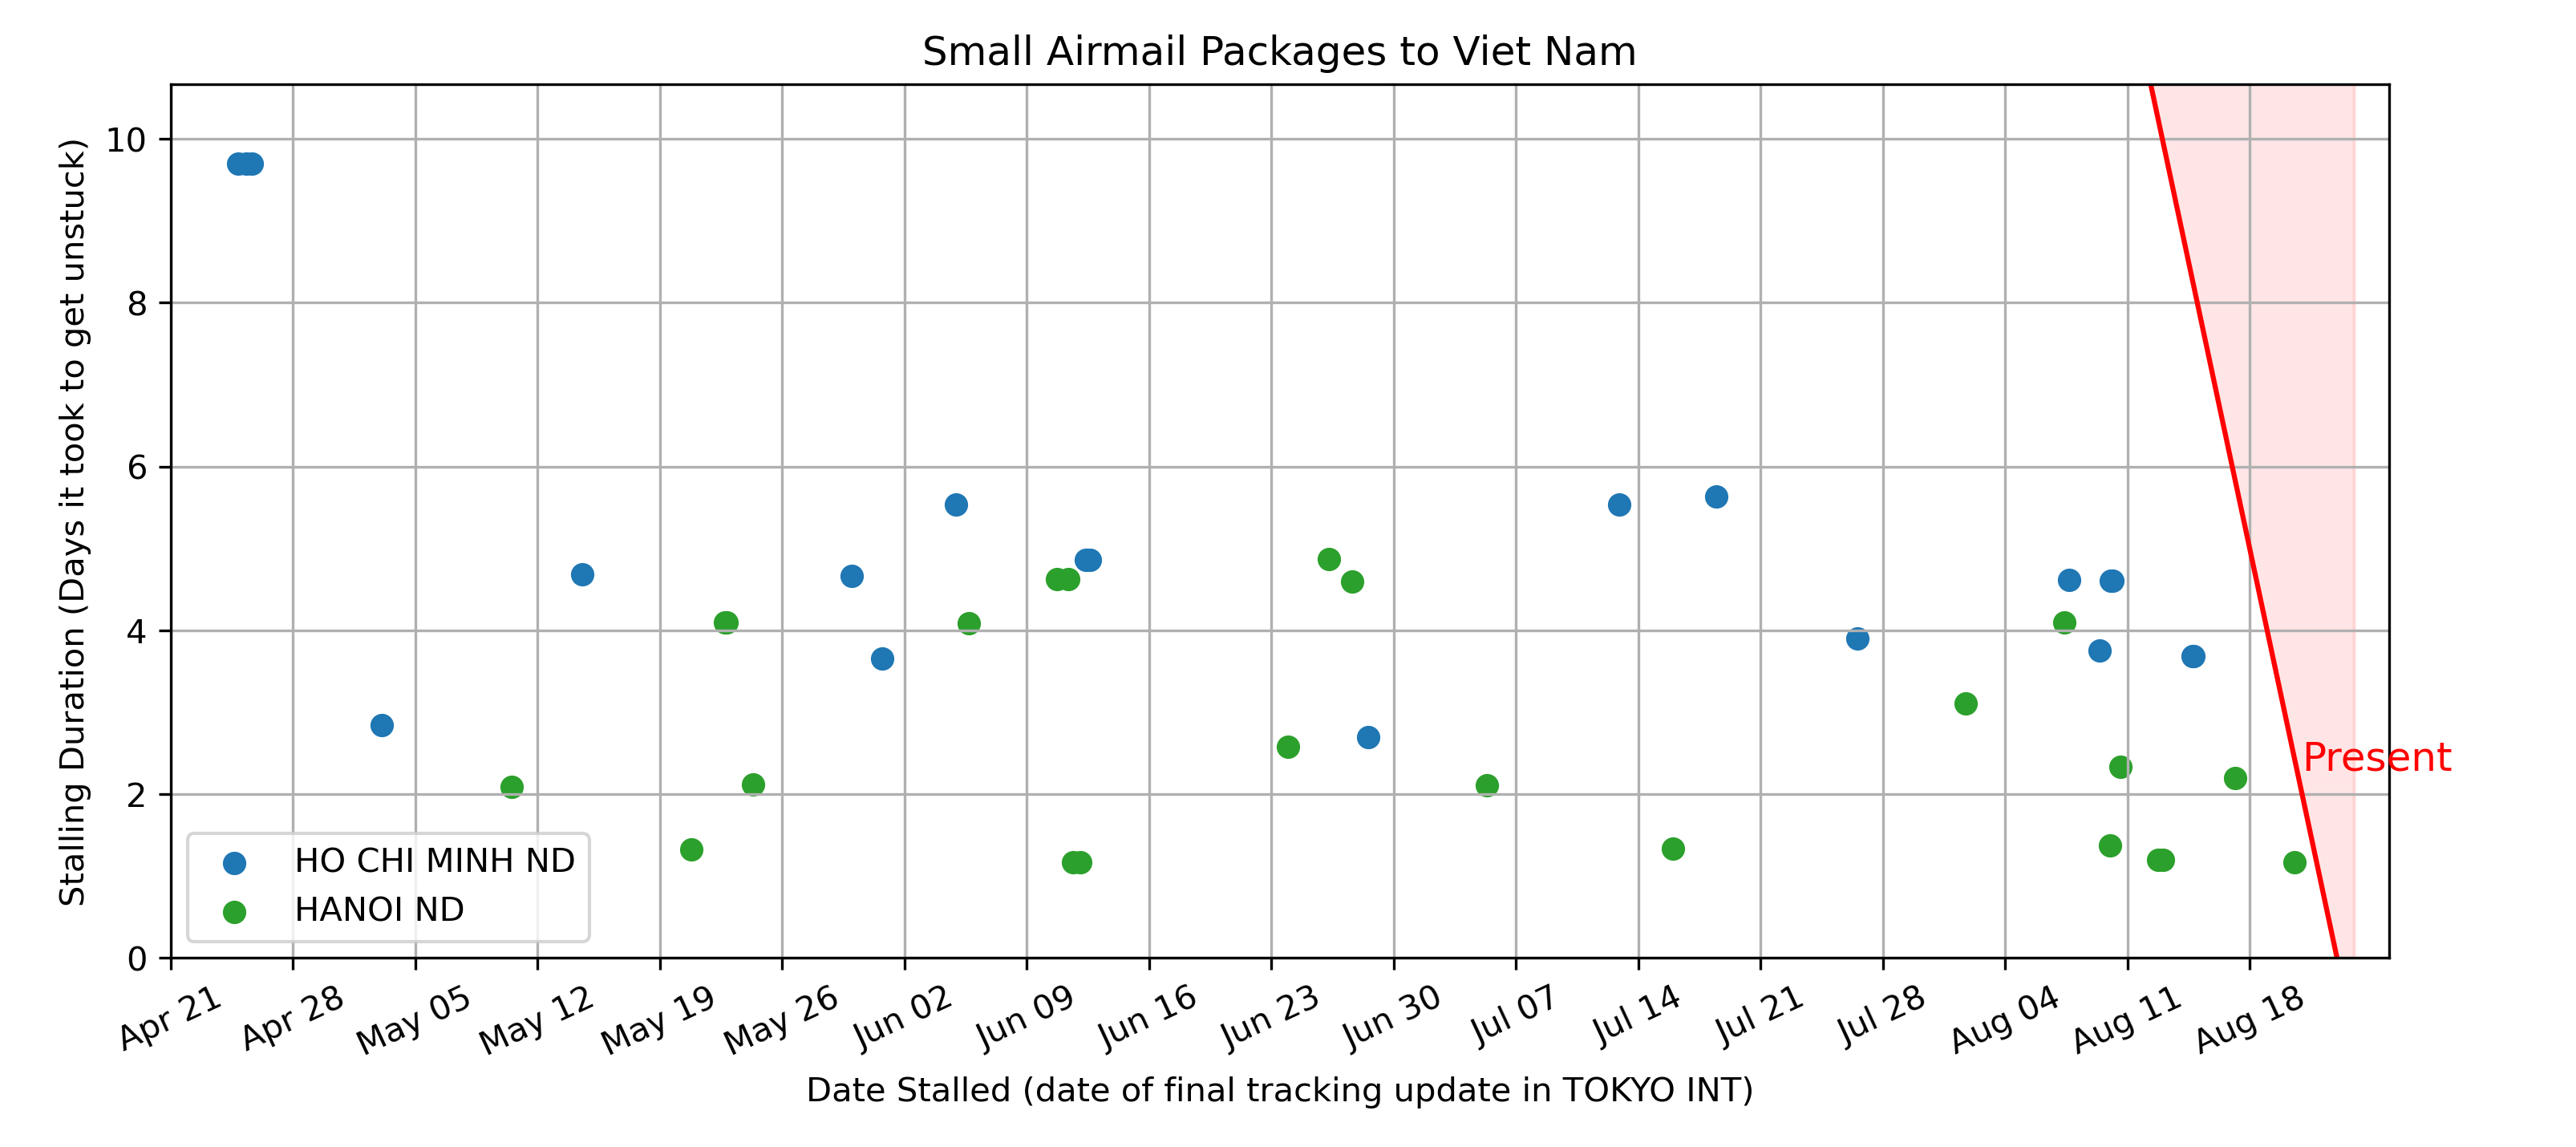 Small Airmail Packages to Viet Nam
Stalling Duration (Days it took to get unstuck)
10
8
6
4
2
0
Present
HO CHI MINH ND
HANOI ND
Apr 21 Apr 28 May 05 May 12 May 19 May 26 Jun 02 Jun 09 Jun 16 Jun 23 Jun 30 Jul 07 Jul 14 Jul 21 Jul 28 Aug 04 Aug 11 Aug 18
Date Stalled (date of final tracking update in TOKYO INT)